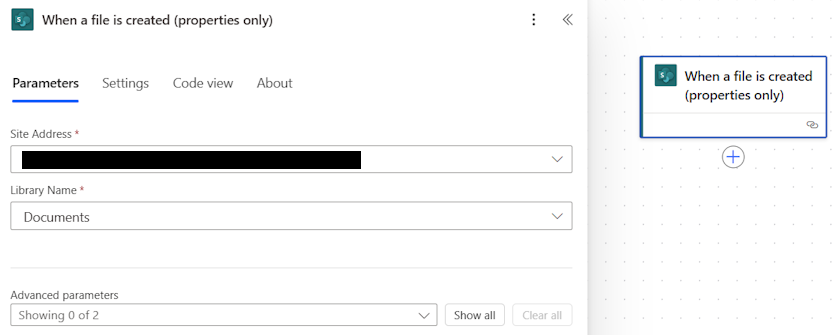 When a file is created (properties only)
Parameters Settings Code view About
Site Address *
Library Name *
Documents
Advanced parameters
Showing 0 of 2 Show all Clear all
When a file is created
(properties only)